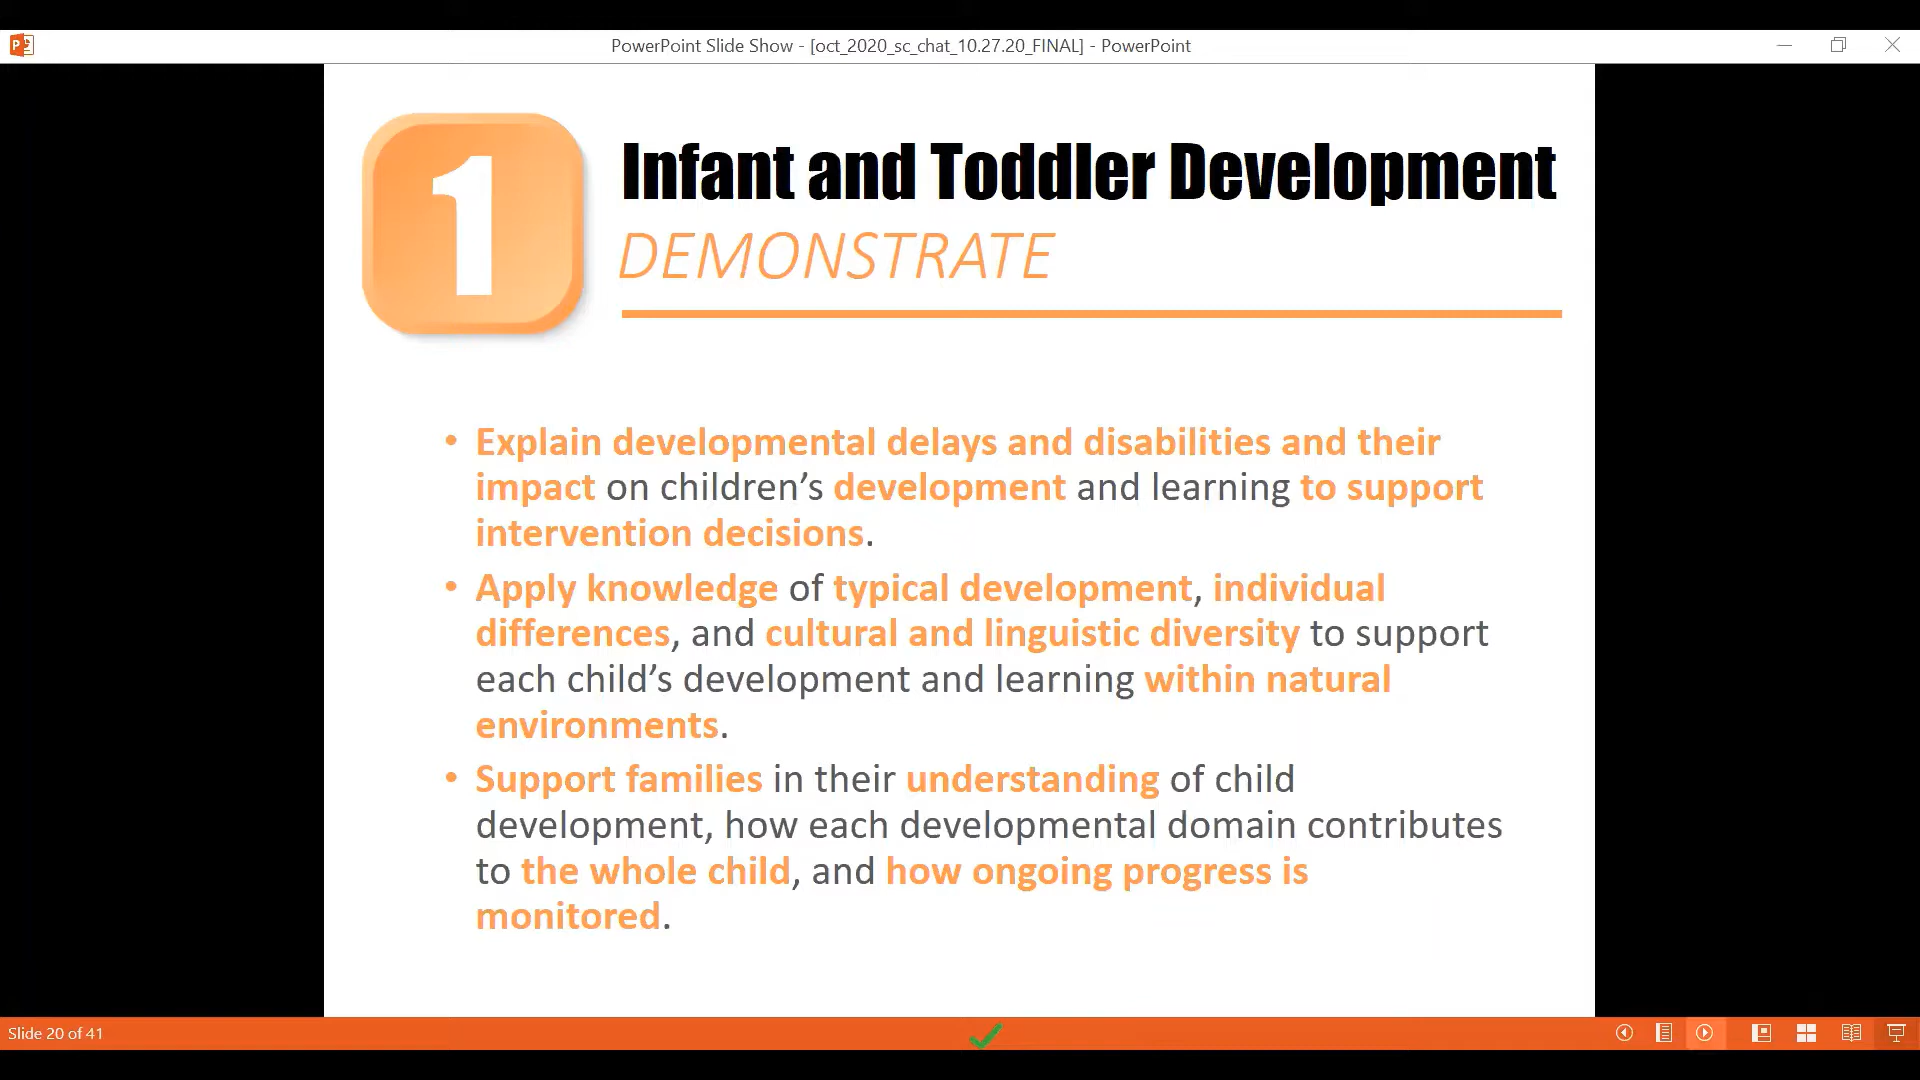 PowerPoint Slide Show - [oct_2020_sc_chat_10.27.20_FINAL] - PowerPoint
1
Infant and Toddler Development
DEMONSTRATE
• Explain developmental delays and disabilities and their
impact on children’s development and learning to support
intervention decisions.
• Apply knowledge of typical development, individual
differences, and cultural and linguistic diversity to support
each child’s development and learning within natural
environments.
• Support families in their understanding of child
development, how each developmental domain contributes
to the whole child, and how ongoing progress is
monitored.
Slide 20 of 41